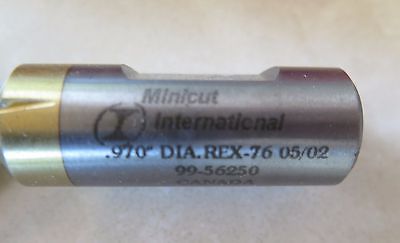 Minicut
International
.970" DIA. REX-76 05/02
99-56250
CANADA